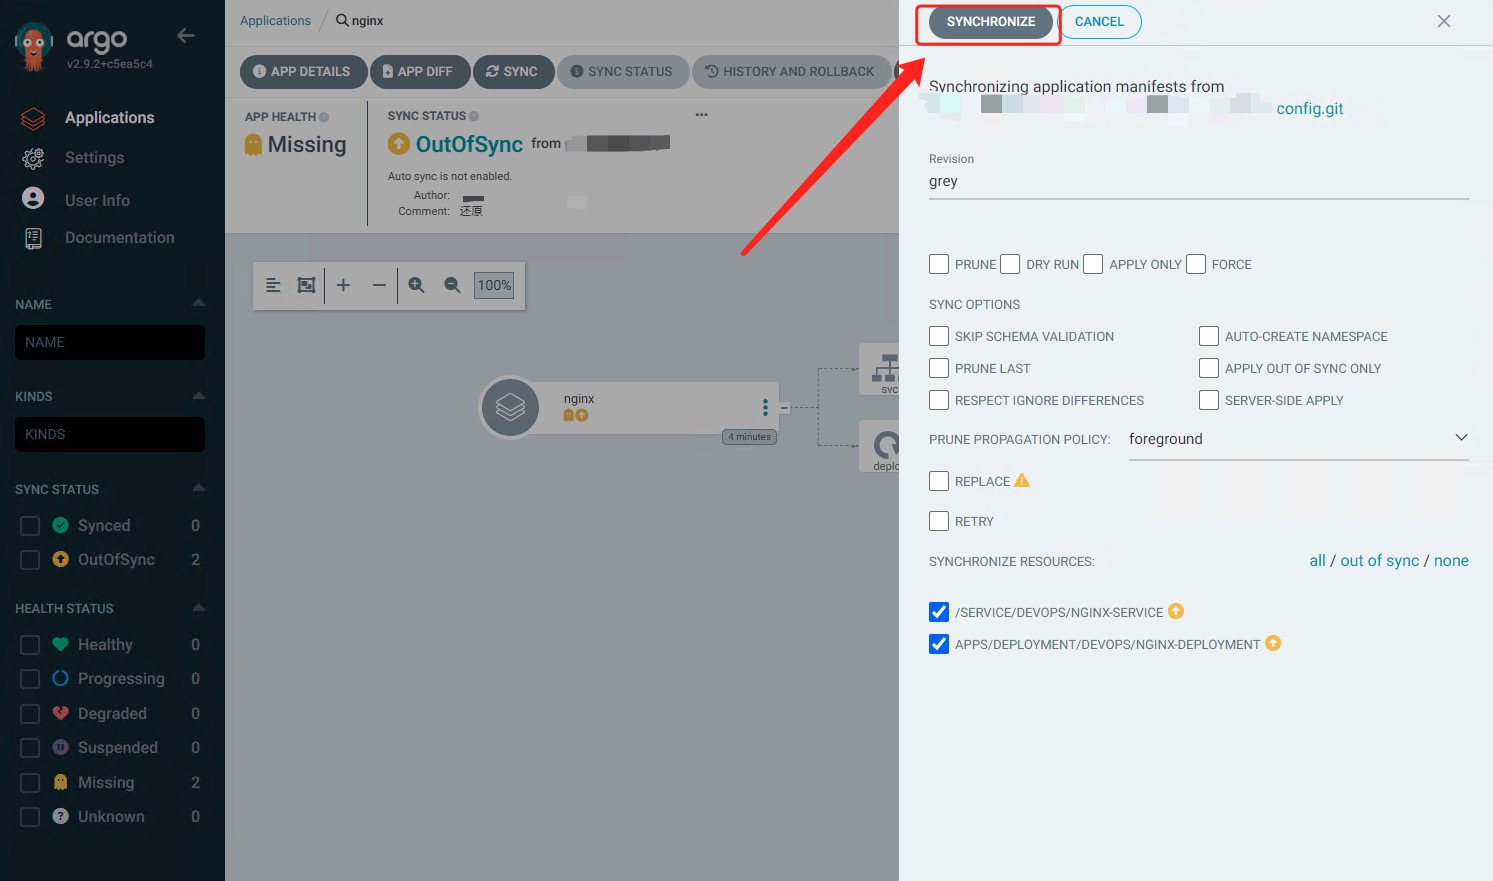 argo
v2.9.2+c5ea5c4
Applications
Settings
User Info
Documentation
NAME
NAME
KINDS
KINDS
SYNC STATUS
Synced 0
OutOfSync 2
HEALTH STATUS
Healthy 0
Progressing 0
Degraded 0
Suspended 0
Missing 2
Unknown 0
Applications / nginx
APP DETAILS APP DIFF SYNC SYNC STATUS HISTORY AND ROLLBACK
APP HEALTH
Missing
SYNC STATUS
OutOfSync from
Auto sync is not enabled.
Author:
Comment: 还原
100%
nginx
4 minutes
svc
deplo
SYNCHRONIZE CANCEL
Synchronizing application manifests from
config.git
Revision
grey
PRUNE DRY RUN APPLY ONLY FORCE
SYNC OPTIONS
SKIP SCHEMA VALIDATION AUTO-CREATE NAMESPACE
PRUNE LAST APPLY OUT OF SYNC ONLY
RESPECT IGNORE DIFFERENCES SERVER-SIDE APPLY
PRUNE PROPAGATION POLICY: foreground
REPLACE
RETRY
SYNCHRONIZE RESOURCES: all / out of sync / none
/SERVICE/DEVOPS/NGINX-SERVICE
APPS/DEPLOYMENT/DEVOPS/NGINX-DEPLOYMENT